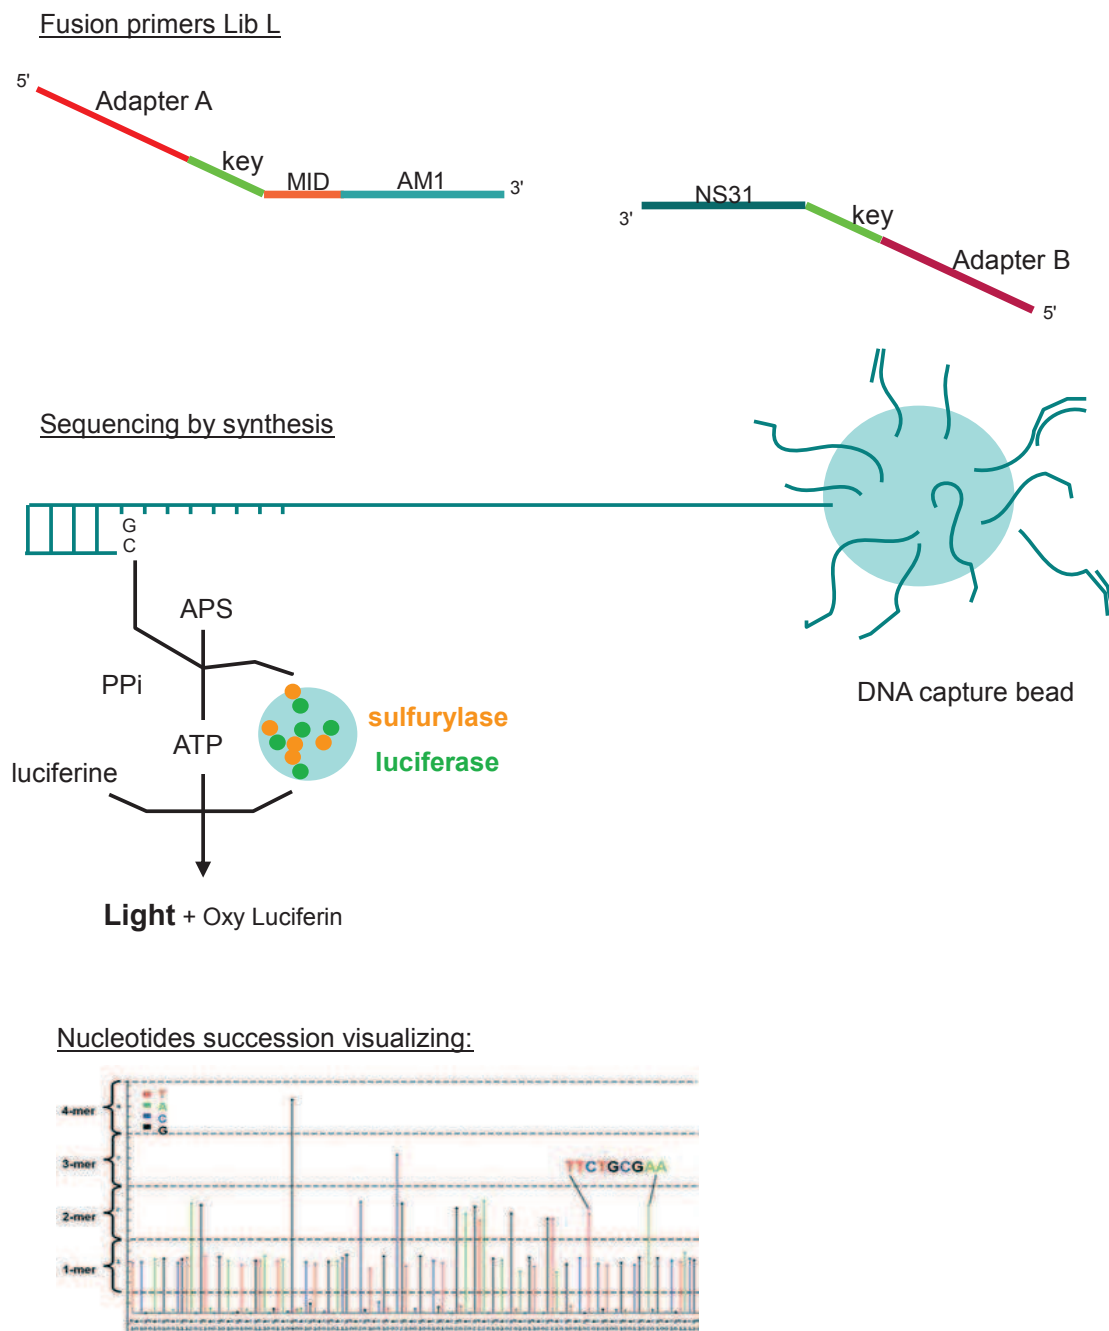 Fusion primers Lib L
5'
Adapter A
key
MID
AM1
3'
3'
NS31
key
Adapter B
5'
Sequencing by synthesis
G
C
APS
PPi
sulfurylase
ATP
luciferase
luciferine
DNA capture bead
Light + Oxy Luciferin
Nucleotides succession visualizing:
T
A
C
G
4-mer
3-mer
2-mer
1-mer
TTCTGCGAA